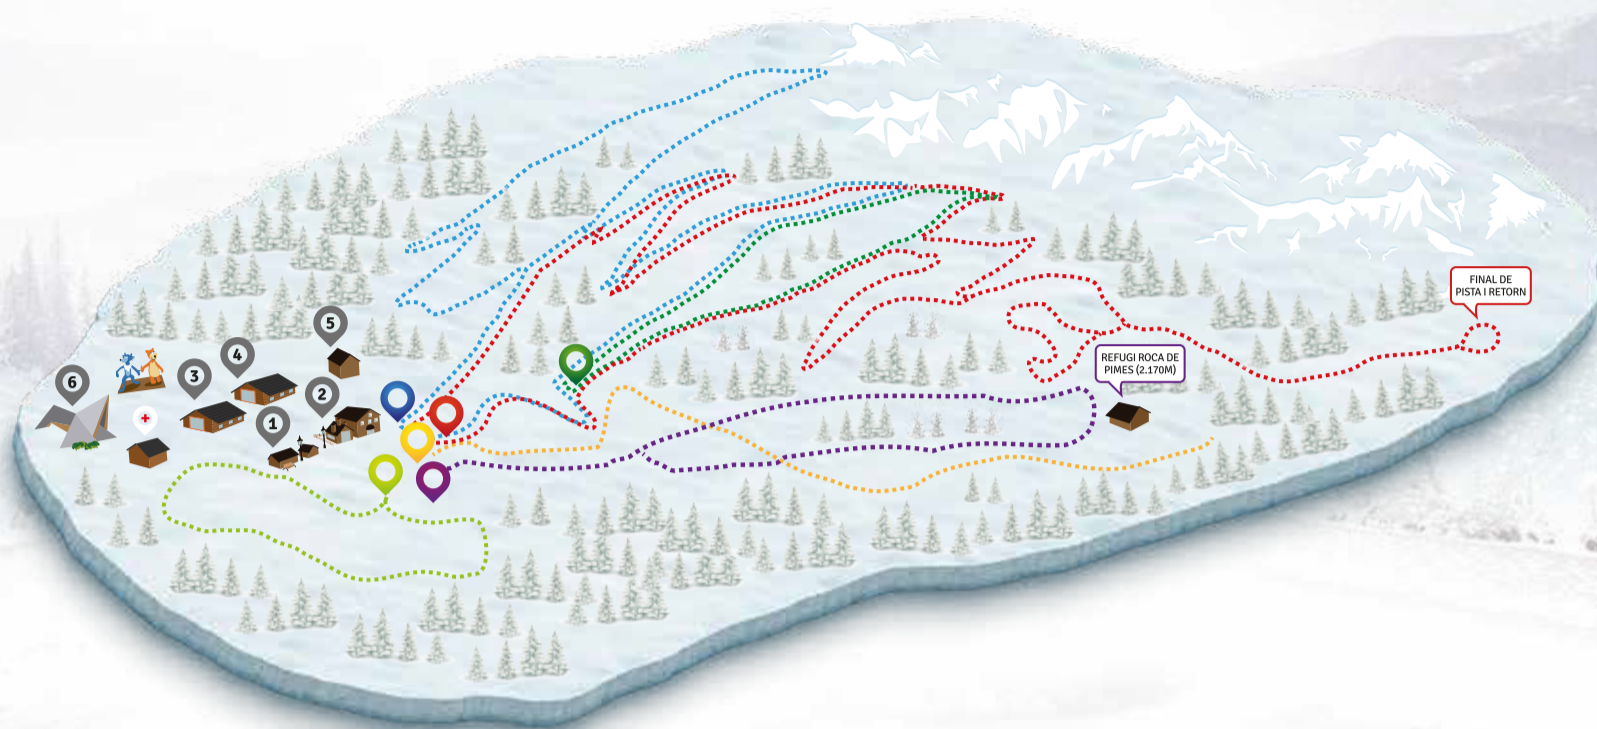 5
4
3
6
2
1
+
FINAL DE
PISTA I RETORN
REFUGI ROCA DE
PIMES (2.170M)